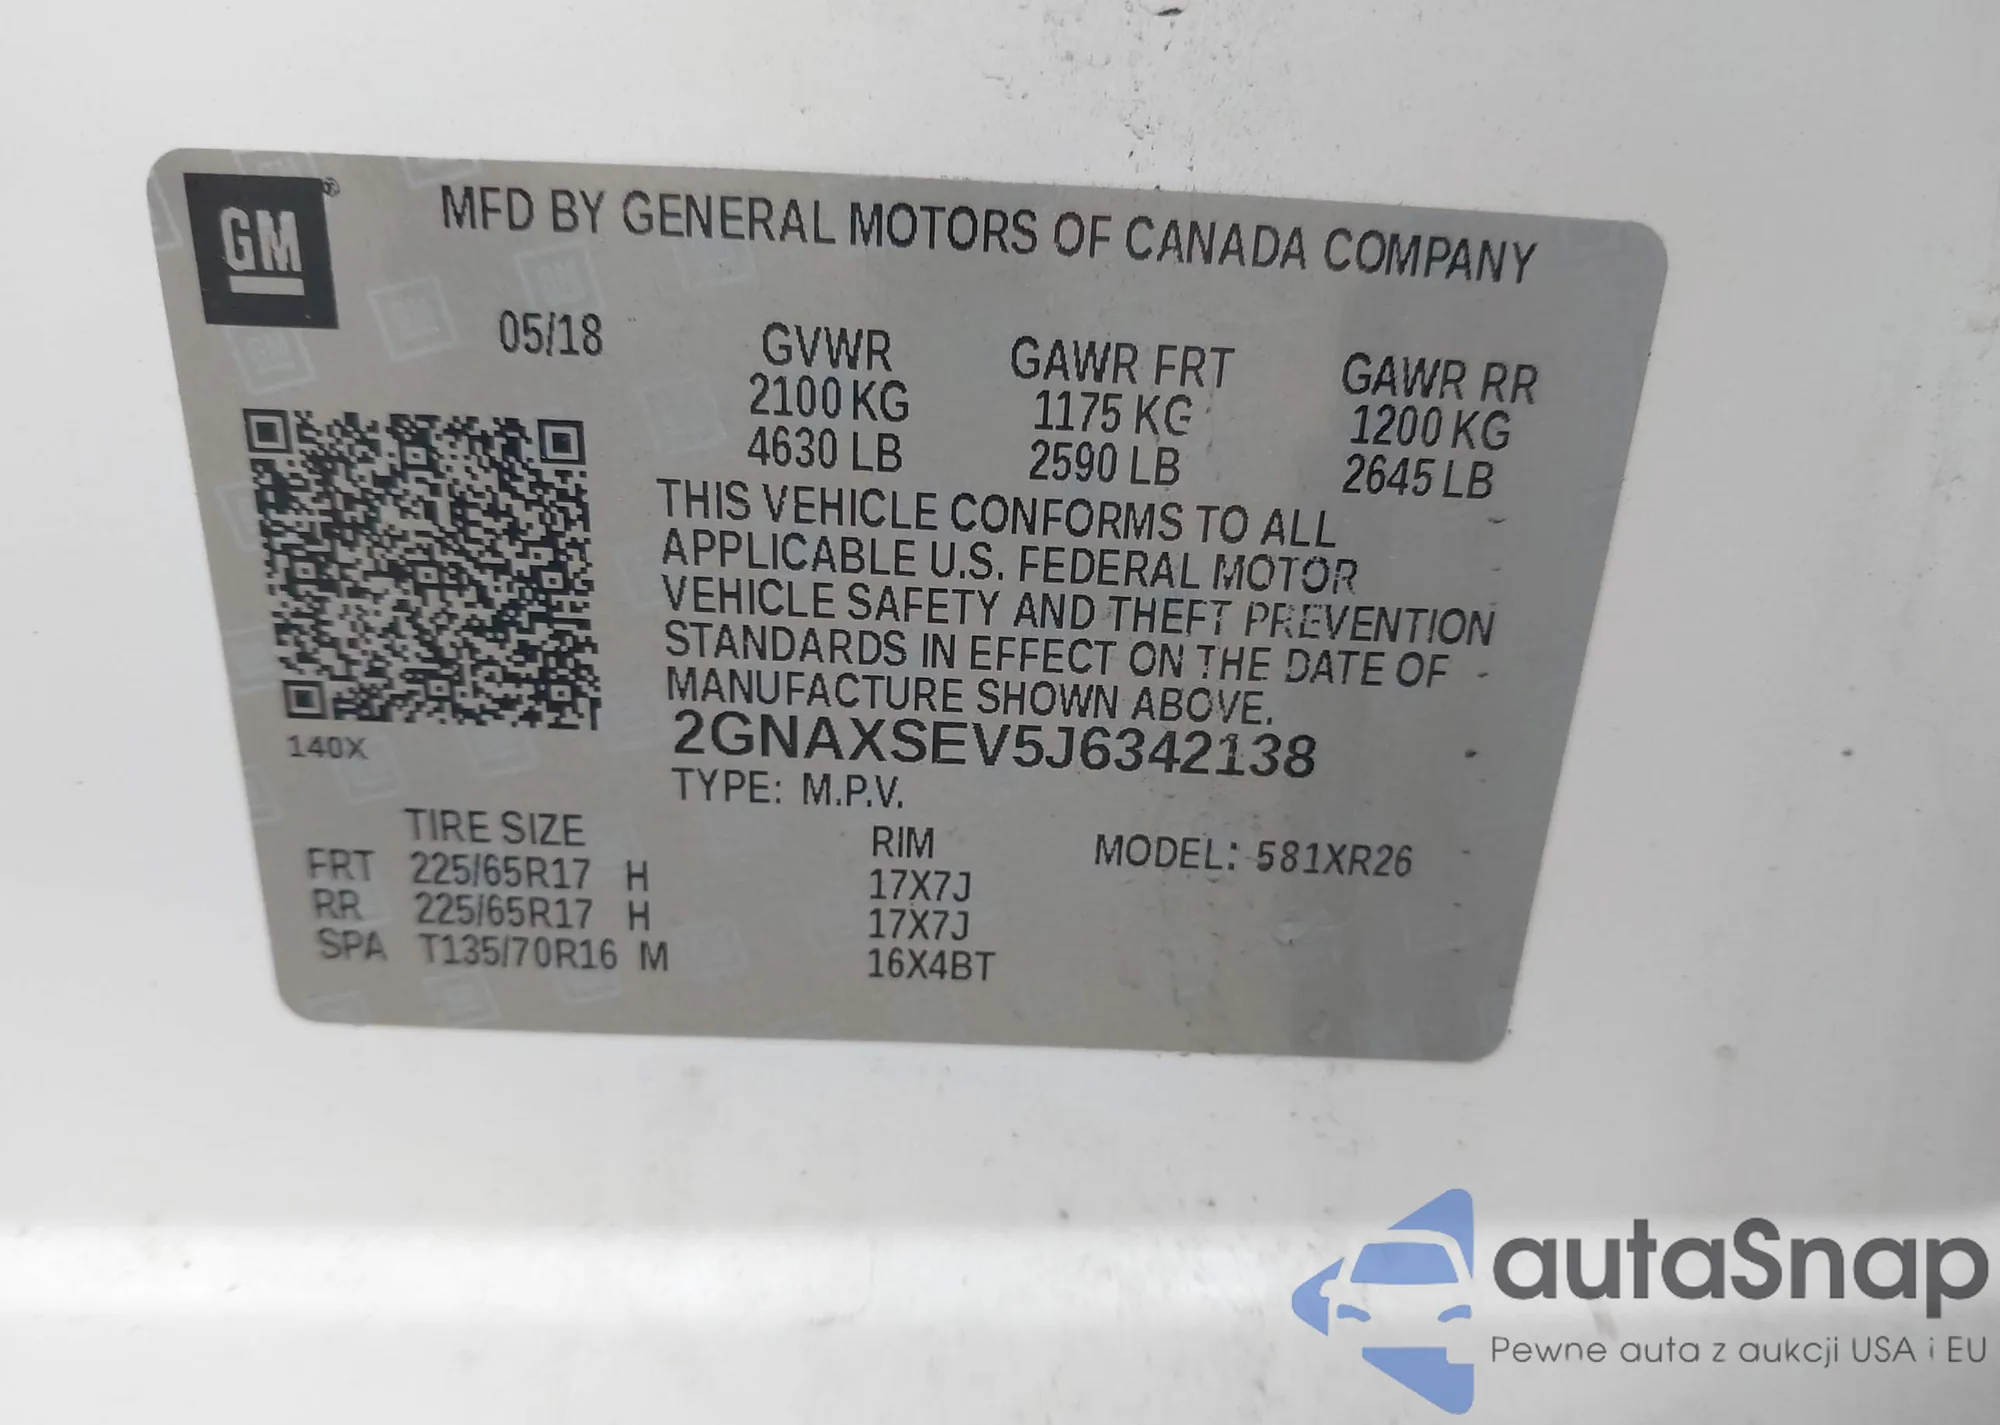 GM
MFD BY GENERAL MOTORS OF CANADA COMPANY
05/18
GVWR GAWR FRT GAWR RR
2100 KG 1175 KG 1200 KG
4630 LB 2590 LB 2645 LB
THIS VEHICLE CONFORMS TO ALL
APPLICABLE U.S. FEDERAL MOTOR
VEHICLE SAFETY AND THEFT PREVENTION
STANDARDS IN EFFECT ON THE DATE OF
MANUFACTURE SHOWN ABOVE.
2GNAXSEV5J6342138
140X
TYPE: M.P.V.
TIRE SIZE RIM MODEL: 581XR26
FRT 225/65R17 H 17X7J
RR 225/65R17 H 17X7J
SPA T135/70R16 M 16X4BT
autaSnap
Pewne auta z aukcji USA i EU